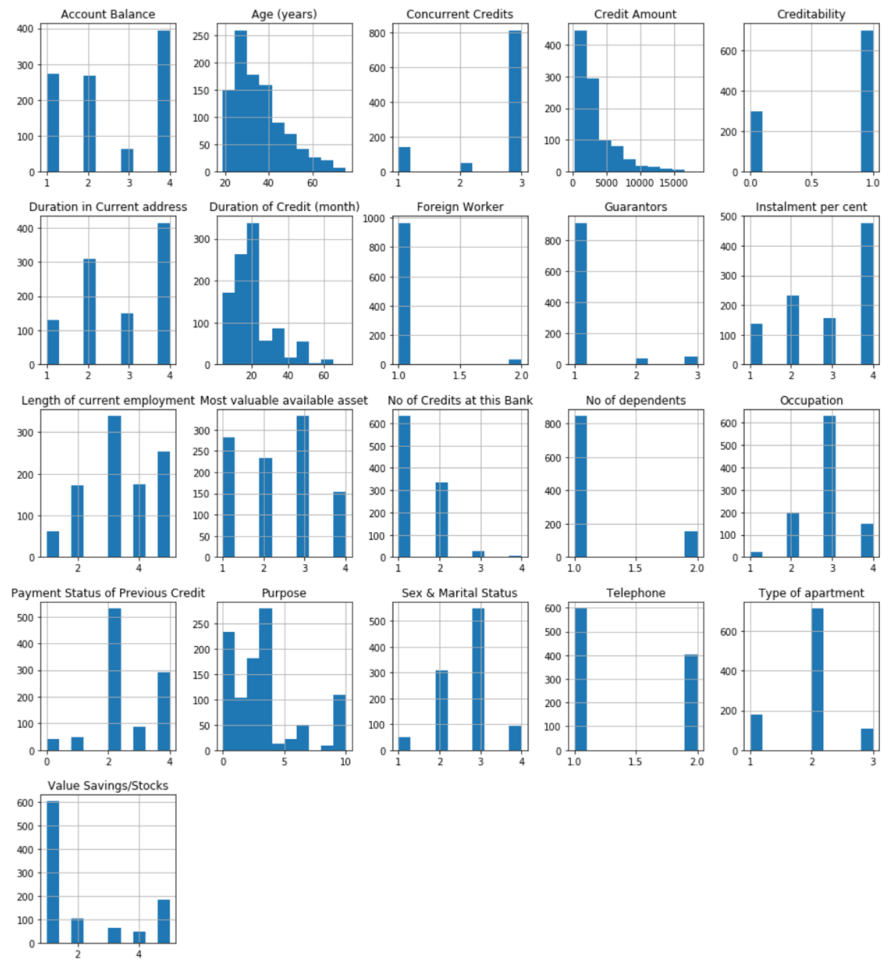 Account Balance
400
300
200
100
0
1 2 3 4
Age (years)
250
200
150
100
50
0
20 40 60
Concurrent Credits
800
600
400
200
0
1 2 3
Credit Amount
400
300
200
100
0
0 5000 10000 15000
Creditability
600
400
200
0
0.0 0.5 1.0
Duration in Current address
400
300
200
100
0
1 2 3 4
Duration of Credit (month)
300
200
100
0
20 40 60
Foreign Worker
1000
800
600
400
200
0
1.0 1.5 2.0
Guarantors
800
600
400
200
0
1 2 3
Instalment per cent
500
400
300
200
100
0
1 2 3 4
Length of current employment
300
200
100
0
2 4
Most valuable available asset
300
250
200
150
100
50
0
1 2 3 4
No of Credits at this Bank
600
500
400
300
200
100
0
1 2 3 4
No of dependents
800
600
400
200
0
1.0 1.5 2.0
Occupation
600
500
400
300
200
100
0
1 2 3 4
Payment Status of Previous Credit
500
400
300
200
100
0
0 1 2 3 4
Purpose
250
200
150
100
50
0
0 5 10
Sex & Marital Status
500
400
300
200
100
0
1 2 3 4
Telephone
600
500
400
300
200
100
0
1.0 1.5 2.0
Type of apartment
600
400
200
0
1 2 3
Value Savings/Stocks
600
500
400
300
200
100
0
2 4